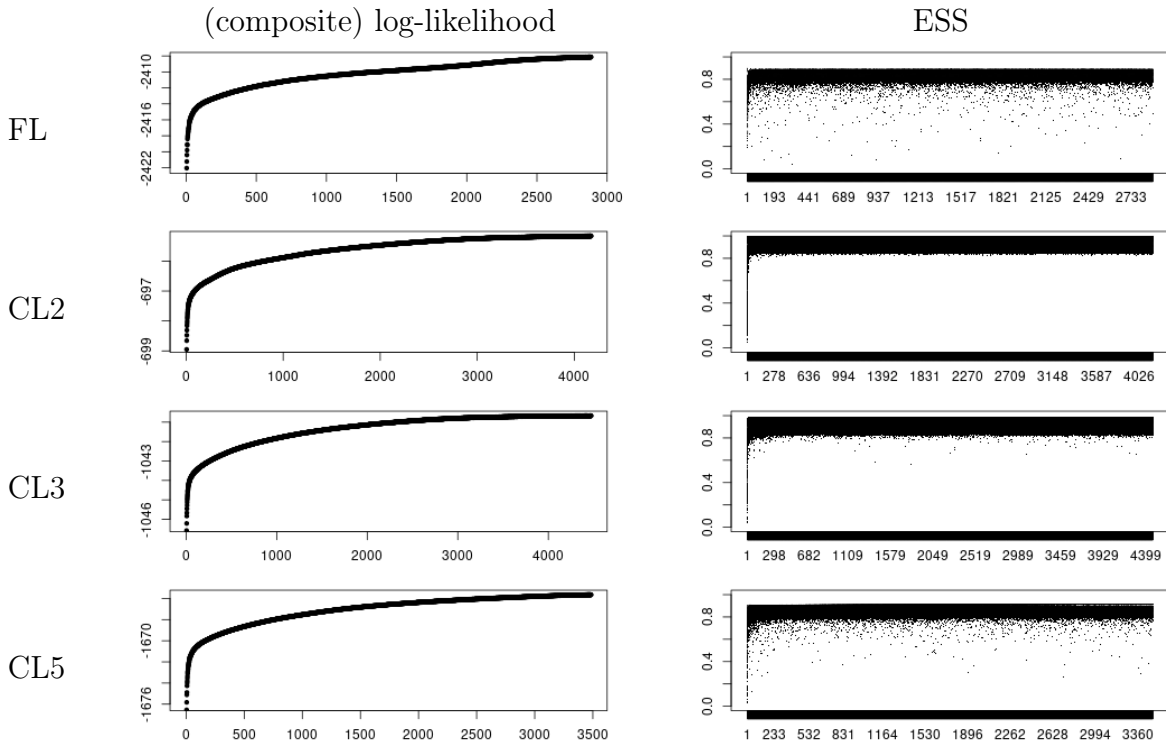 (composite) log-likelihood ESS
FL
-2422 -2416 -2410
0 500 1000 1500 2000 2500 3000
0.0 0.4 0.8
1 193 441 689 937 1213 1517 1821 2125 2429 2733
CL2
-699 -697
0 1000 2000 3000 4000
0.0 0.4 0.8
1 278 636 994 1392 1831 2270 2709 3148 3587 4026
CL3
-1046 -1043
0 1000 2000 3000 4000
0.0 0.4 0.8
1 298 682 1109 1579 2049 2519 2989 3459 3929 4399
CL5
-1676 -1670
0 500 1000 1500 2000 2500 3000 3500
0.0 0.4 0.8
1 233 532 831 1164 1530 1896 2262 2628 2994 3360